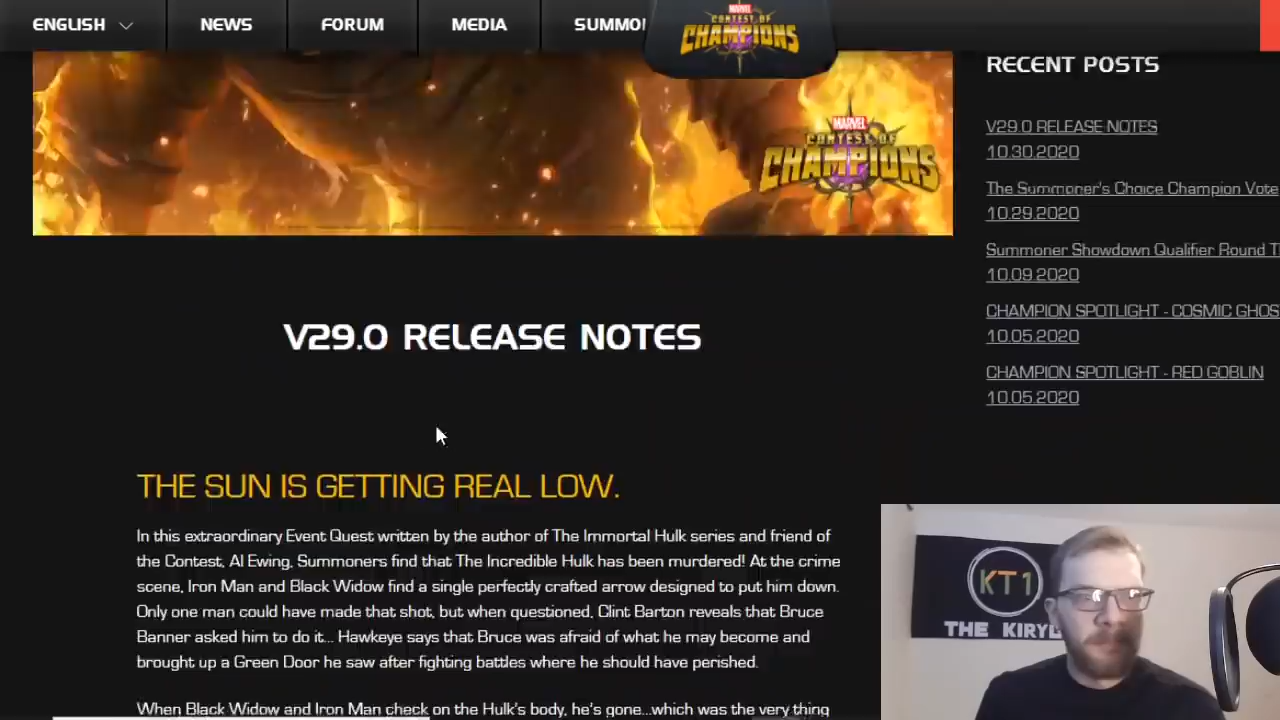 ENGLISH NEWS FORUM MEDIA SUMMO
MARVEL
CONTEST OF
CHAMPIONS
MARVEL
CONTEST OF
CHAMPIONS
V29.0 RELEASE NOTES
THE SUN IS GETTING REAL LOW.
In this extraordinary Event Quest written by the author of The Immortal Hulk series and friend of
the Contest, Al Ewing, Summoners find that The Incredible Hulk has been murdered! At the crime
scene, Iron Man and Black Widow find a single perfectly crafted arrow designed to put him down.
Only one man could have made that shot, but when questioned, Clint Barton reveals that Bruce
Banner asked him to do it... Hawkeye says that Bruce was afraid of what he may become and
brought up a Green Door he saw after fighting battles where he should have perished.
When Black Widow and Iron Man check on the Hulk's body, he's gone...which was the very thing
RECENT POSTS
V29.0 RELEASE NOTES
10.30.2020
The Summoner's Choice Champion Vote
10.29.2020
Summoner Showdown Qualifier Round T
10.09.2020
CHAMPION SPOTLIGHT - COSMIC GHOS
10.05.2020
CHAMPION SPOTLIGHT - RED GOBLIN
10.05.2020
KT1
THE KIRYU